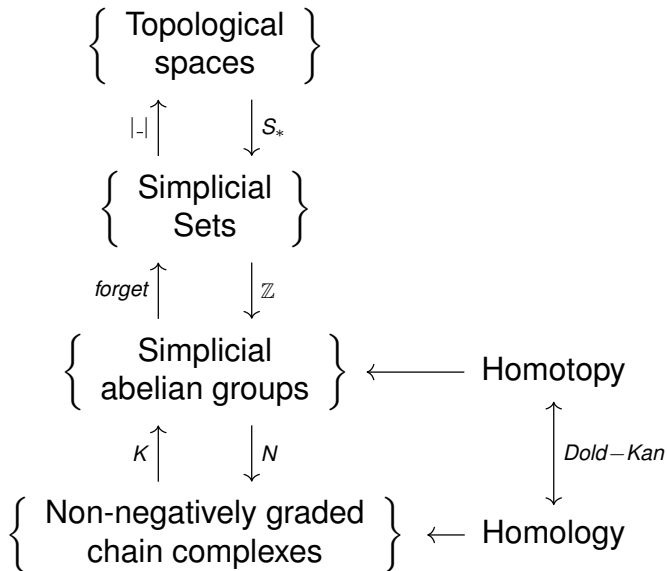 { Topological
spaces }
|-| S∗
{ Simplicial
Sets }
forget ℤ
{ Simplicial
abelian groups } Homotopy
K N Dold−Kan
{ Non-negatively graded
chain complexes } Homology